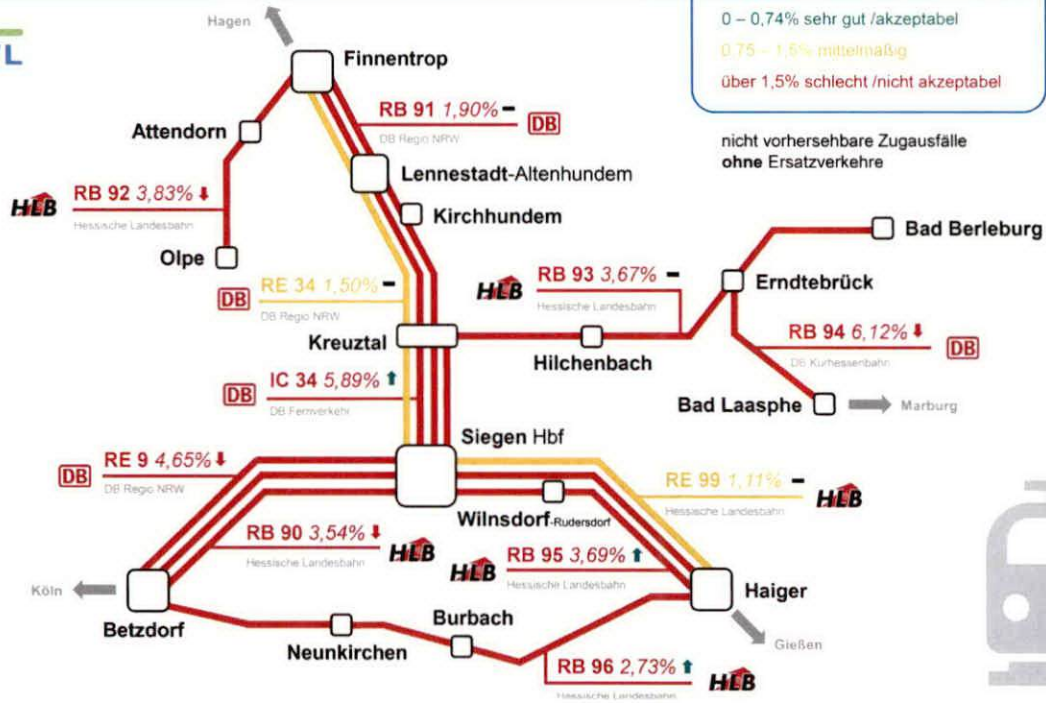 Hagen
0 – 0,74% sehr gut /akzeptabel
0,75 – 1,5% mittelmäßig
über 1,5% schlecht /nicht akzeptabel
nicht vorhersehbare Zugausfälle
ohne Ersatzverkehre
Finnentrop
RB 91 1,90% –
DB
DB Regio NRW
Attendorn
Lennestadt-Altenhundem
HLB
RB 92 3,83% ⬇
Hessische Landesbahn
Kirchhundem
Olpe
Bad Berleburg
DB
RE 34 1,50% –
DB Regio NRW
HLB
RB 93 3,67% –
Hessische Landesbahn
Erndtebrück
Kreuztal
Hilchenbach
RB 94 6,12% ⬇
DB
DB Kurhessenbahn
DB
IC 34 5,89% ⬆
DB Fernverkehr
Bad Laasphe
Marburg
Siegen Hbf
DB
RE 9 4,65% ⬇
DB Regio NRW
RE 99 1,11% –
HLB
Hessische Landesbahn
Wilnsdorf-Rudersdorf
RB 90 3,54% ⬇
HLB
Hessische Landesbahn
HLB
RB 95 3,69% ⬆
Hessische Landesbahn
Köln
Betzdorf
Haiger
Burbach
Neunkirchen
Gießen
RB 96 2,73% ⬆
HLB
Hessische Landesbahn